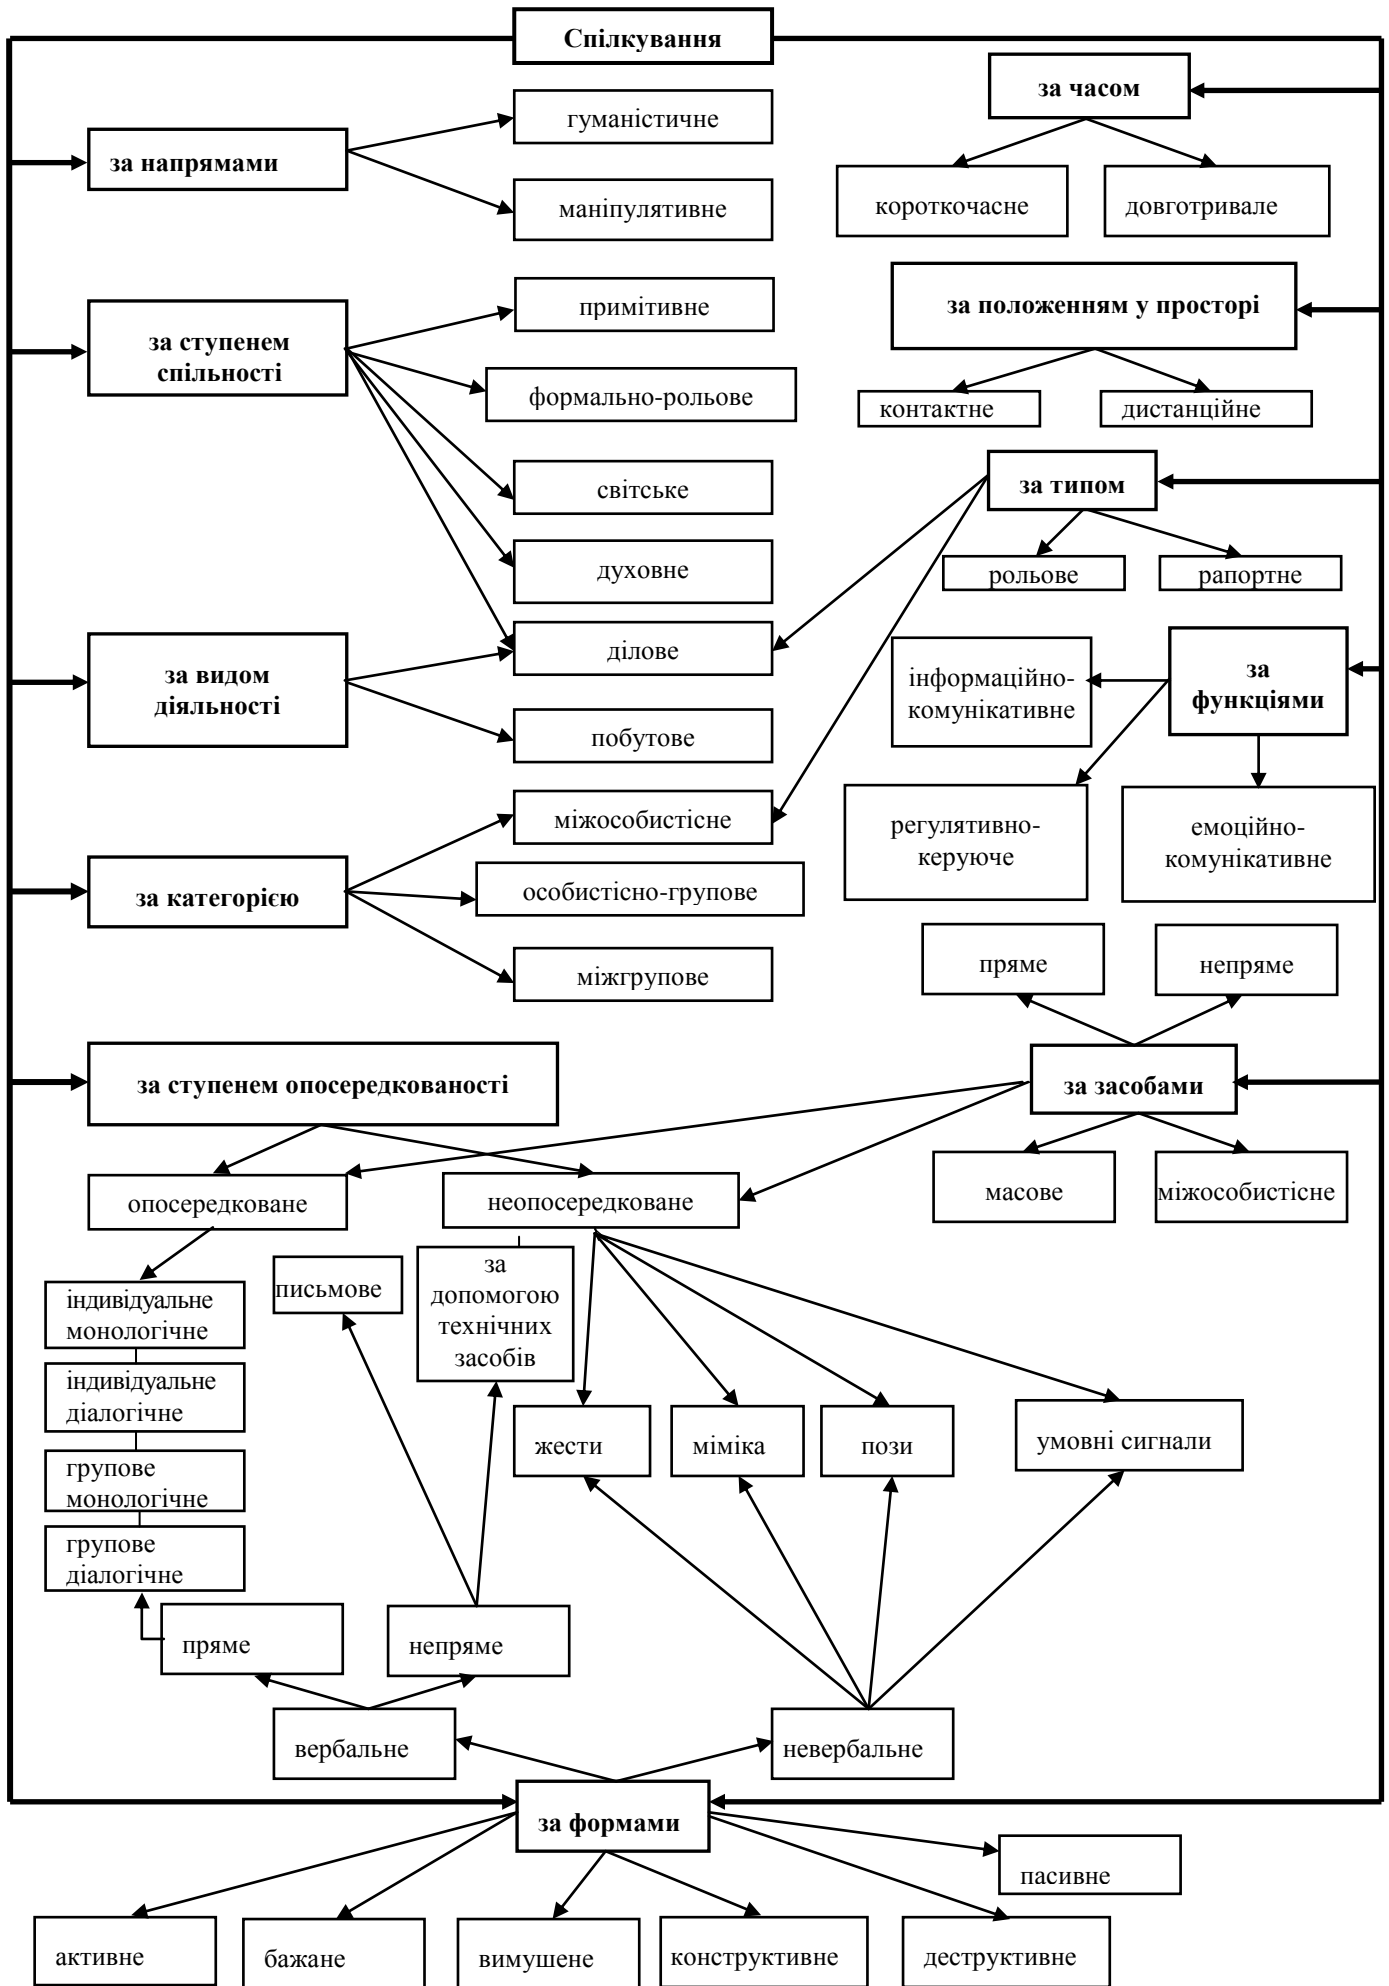 Спілкування
за часом
гуманістичне
за напрямами
короткочасне
довготривале
маніпулятивне
за положенням у просторі
примітивне
за ступенем
спільності
формально-рольове
контактне
дистанційне
за типом
світське
рольове
рапортне
духовне
ділове
за видом
діяльності
інформаційно-
комунікативне
за
функціями
побутове
міжособистісне
регулятивно-
керуюче
емоційно-
комунікативне
за категорією
особистісно-групове
міжгрупове
пряме
непряме
за ступенем опосередкованості
за засобами
опосередковане
неопосередковане
масове
міжособистісне
індивідуальне
монологічне
письмове
за
допомогою
технічних
засобів
індивідуальне
діалогічне
жести
міміка
пози
умовні сигнали
групове
монологічне
групове
діалогічне
пряме
непряме
вербальне
невербальне
за формами
пасивне
активне
бажане
вимушене
конструктивне
деструктивне